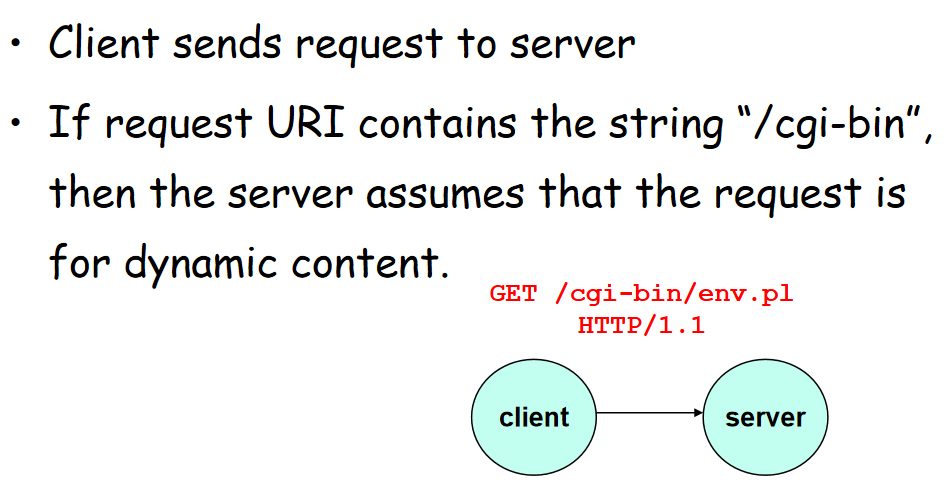 • Client sends request to server
• If request URI contains the string “/cgi-bin”,
then the server assumes that the request is
for dynamic content.
GET /cgi-bin/env.pl
HTTP/1.1
client
server